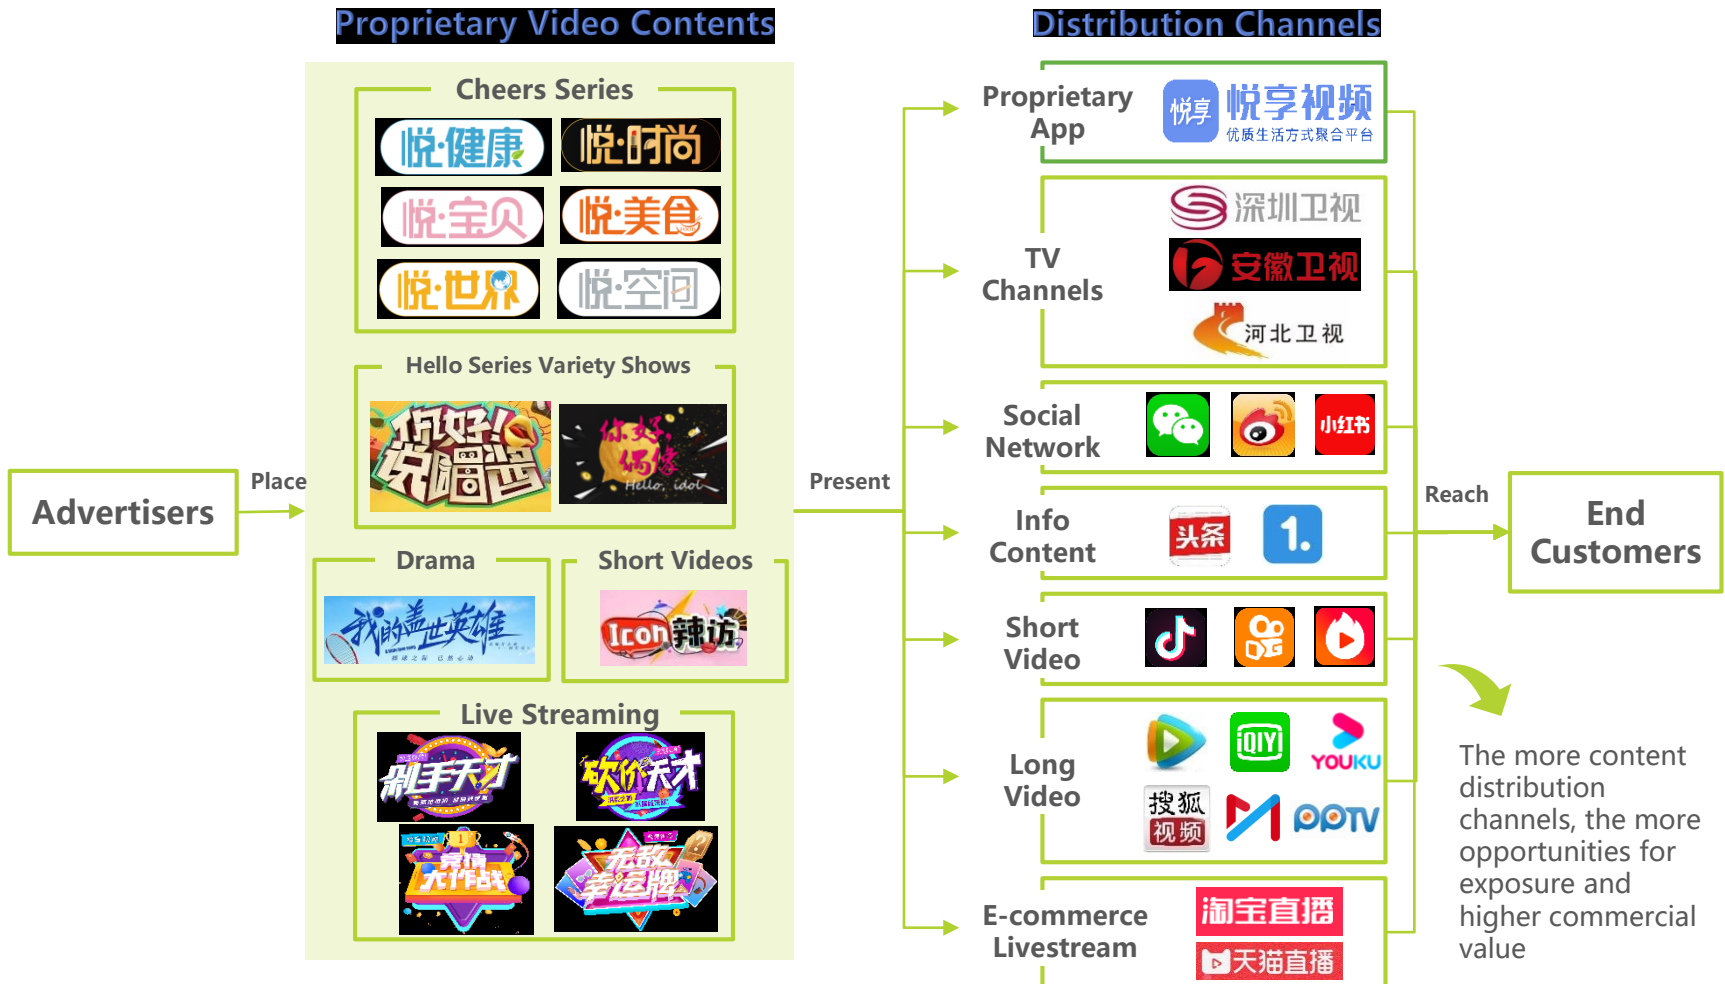 Proprietary Video Contents
Distribution Channels
Cheers Series
悦·健康
悦·时尚
悦·宝贝
悦·美食
悦·世界
悦·空间
Hello Series Variety Shows
你好!
说唱酱
你好,
偶像
Hello, idol
Drama
我的盖世英雄
Short Videos
Icon辣访
Live Streaming
剁手天才
砍价天才
竞猜
大作战
无敌
幸运牌
Advertisers
Place
Present
Proprietary
App
悦享
悦享视频
优质生活方式聚合平台
TV
Channels
深圳卫视
安徽卫视
河北卫视
Social
Network
小红书
Info
Content
头条
1.
Short
Video
Long
Video
iQIY
YOUKU
搜狐
视频
PPTV
E-commerce
Livestream
淘宝直播
天猫直播
Reach
End
Customers
The more content
distribution
channels, the more
opportunities for
exposure and
higher commercial
value